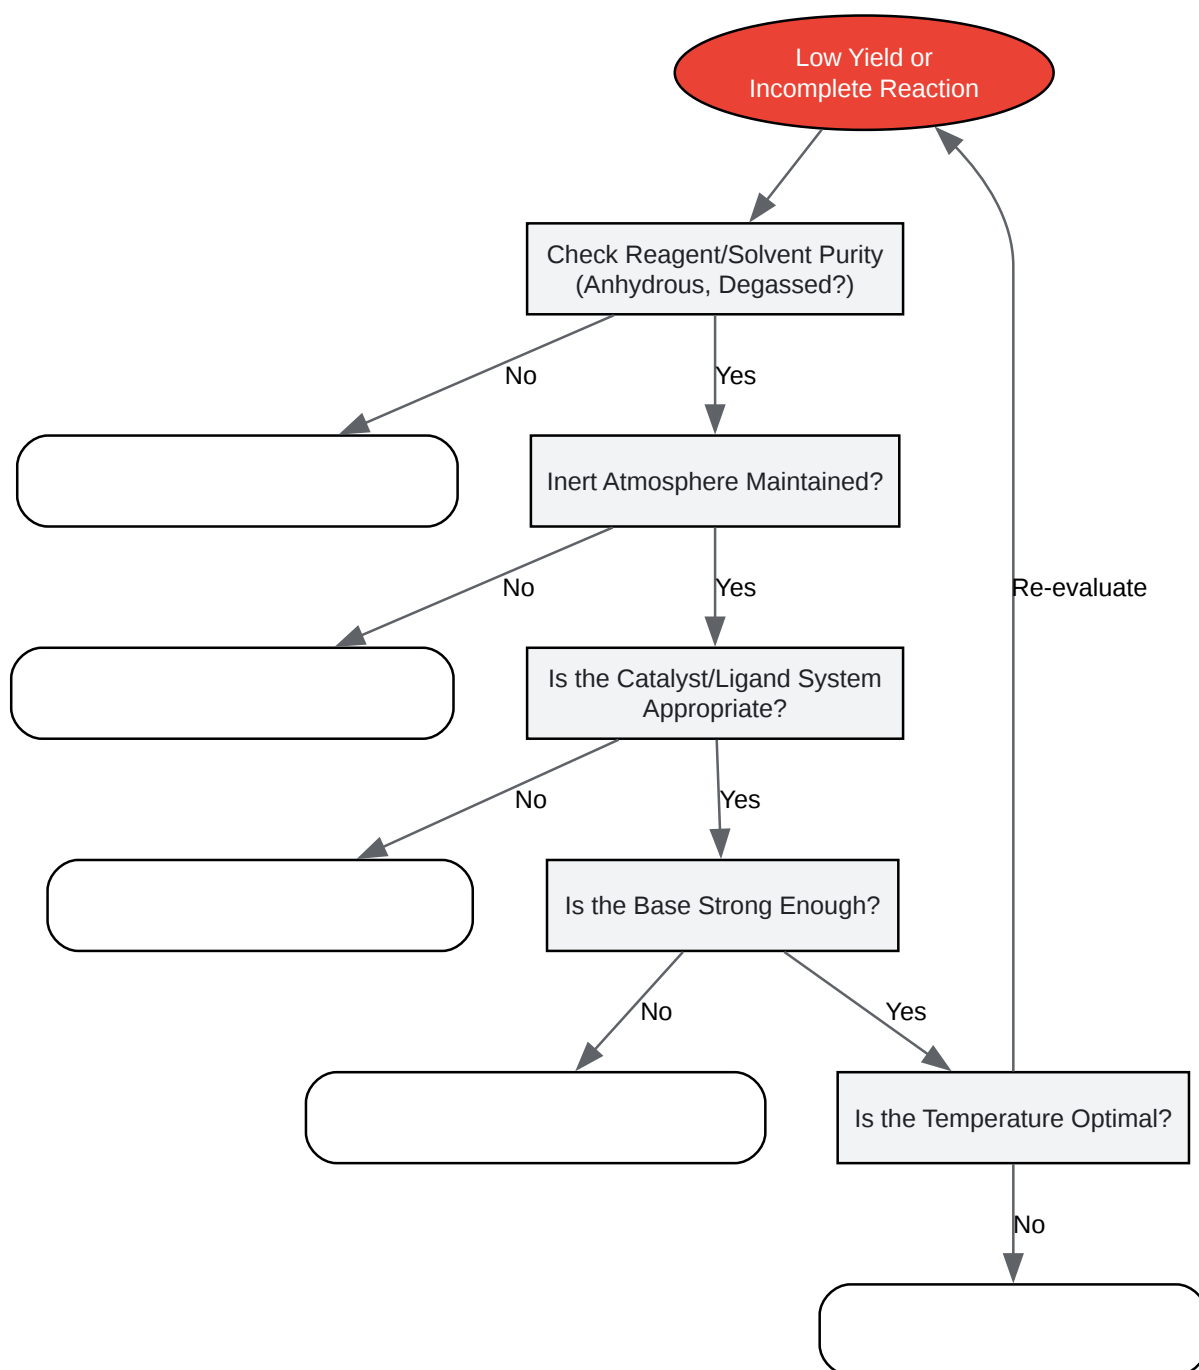 Low Yield or
Incomplete Reaction
Check Reagent/Solvent Purity
(Anhydrous, Degassed?)
No
Yes
Inert Atmosphere Maintained?
No
Yes
Re-evaluate
Is the Catalyst/Ligand System
Appropriate?
No
Yes
Is the Base Strong Enough?
No
Yes
Is the Temperature Optimal?
No